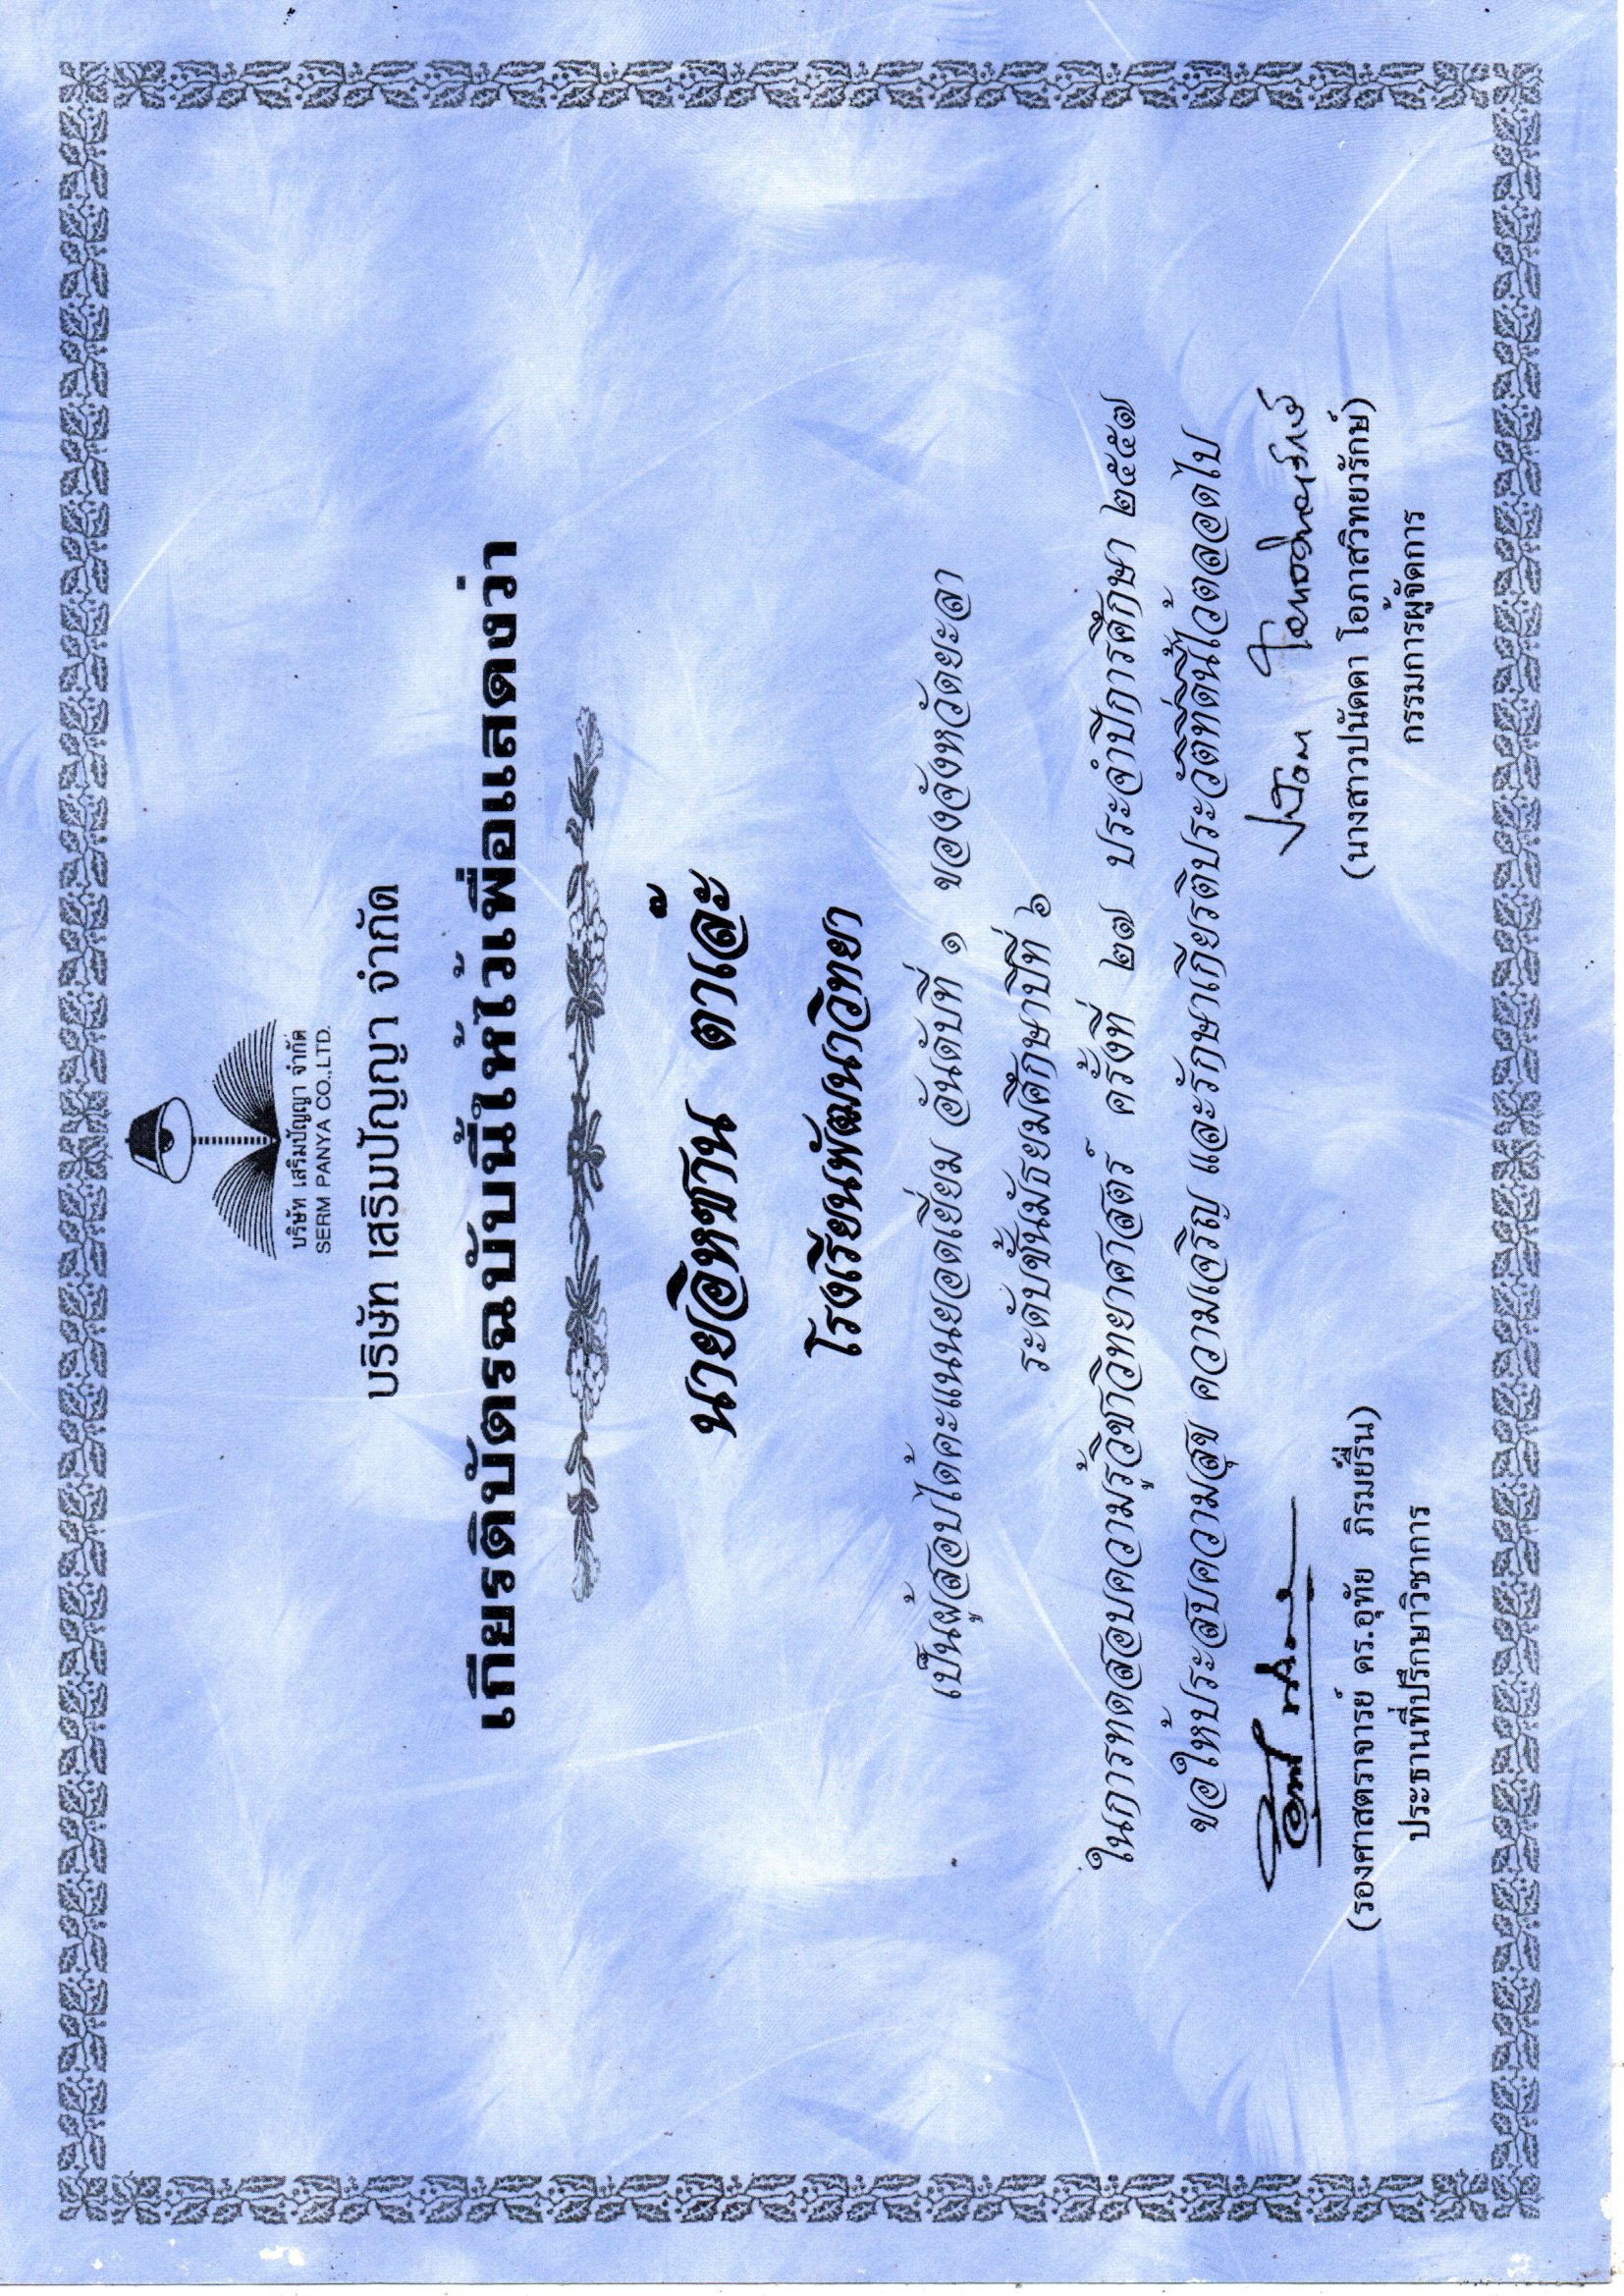 บริษัท เสริมปัญญา จำกัด
SERM PANYA CO.,LTD.
บริษัท เสริมปัญญา จำกัด
เกียรติบัตรฉบับนี้ให้ไว้เพื่อแสดงว่า
นายอิหซาน ตาเล๊ะ
โรงเรียนพัฒนาวิทยา
เป็นผู้สอบได้คะแนนยอดเยี่ยม อันดับที่ ๑ ของจังหวัดยะลา
ระดับชั้นมัธยมศึกษาปีที่ ๖
ในการทดสอบความรู้วิชาวิทยาศาสตร์ ครั้งที่ ๒๗ ประจำปีการศึกษา ๒๕๕๗
ขอให้ประสบความสุข ความเจริญ และรักษาเกียรติประวัติที่ดีนี้ไว้ตลอดไป
(รองศาสตราจารย์ ดร.อุทัย ภิรมย์รื่น)
ประธานที่ปรึกษาวิชาการ
(นางสาวปนัดดา โอภาสวิทยารักษ์)
กรรมการผู้จัดการ